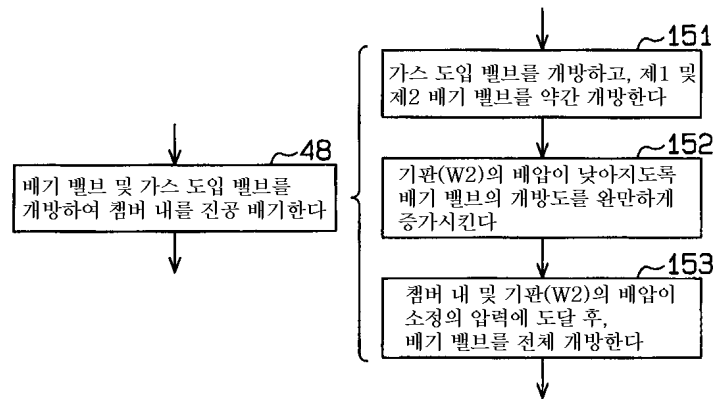 48
배기 밸브 및 가스 도입 밸브를
개방하여 챔버 내를 진공 배기한다
151
가스 도입 밸브를 개방하고, 제1 및
제2 배기 밸브를 약간 개방한다
152
기판(W2)의 배압이 낮아지도록
배기 밸브의 개방도를 완만하게
증가시킨다
153
챔버 내 및 기판(W2)의 배압이
소정의 압력에 도달 후,
배기 밸브를 전체 개방한다